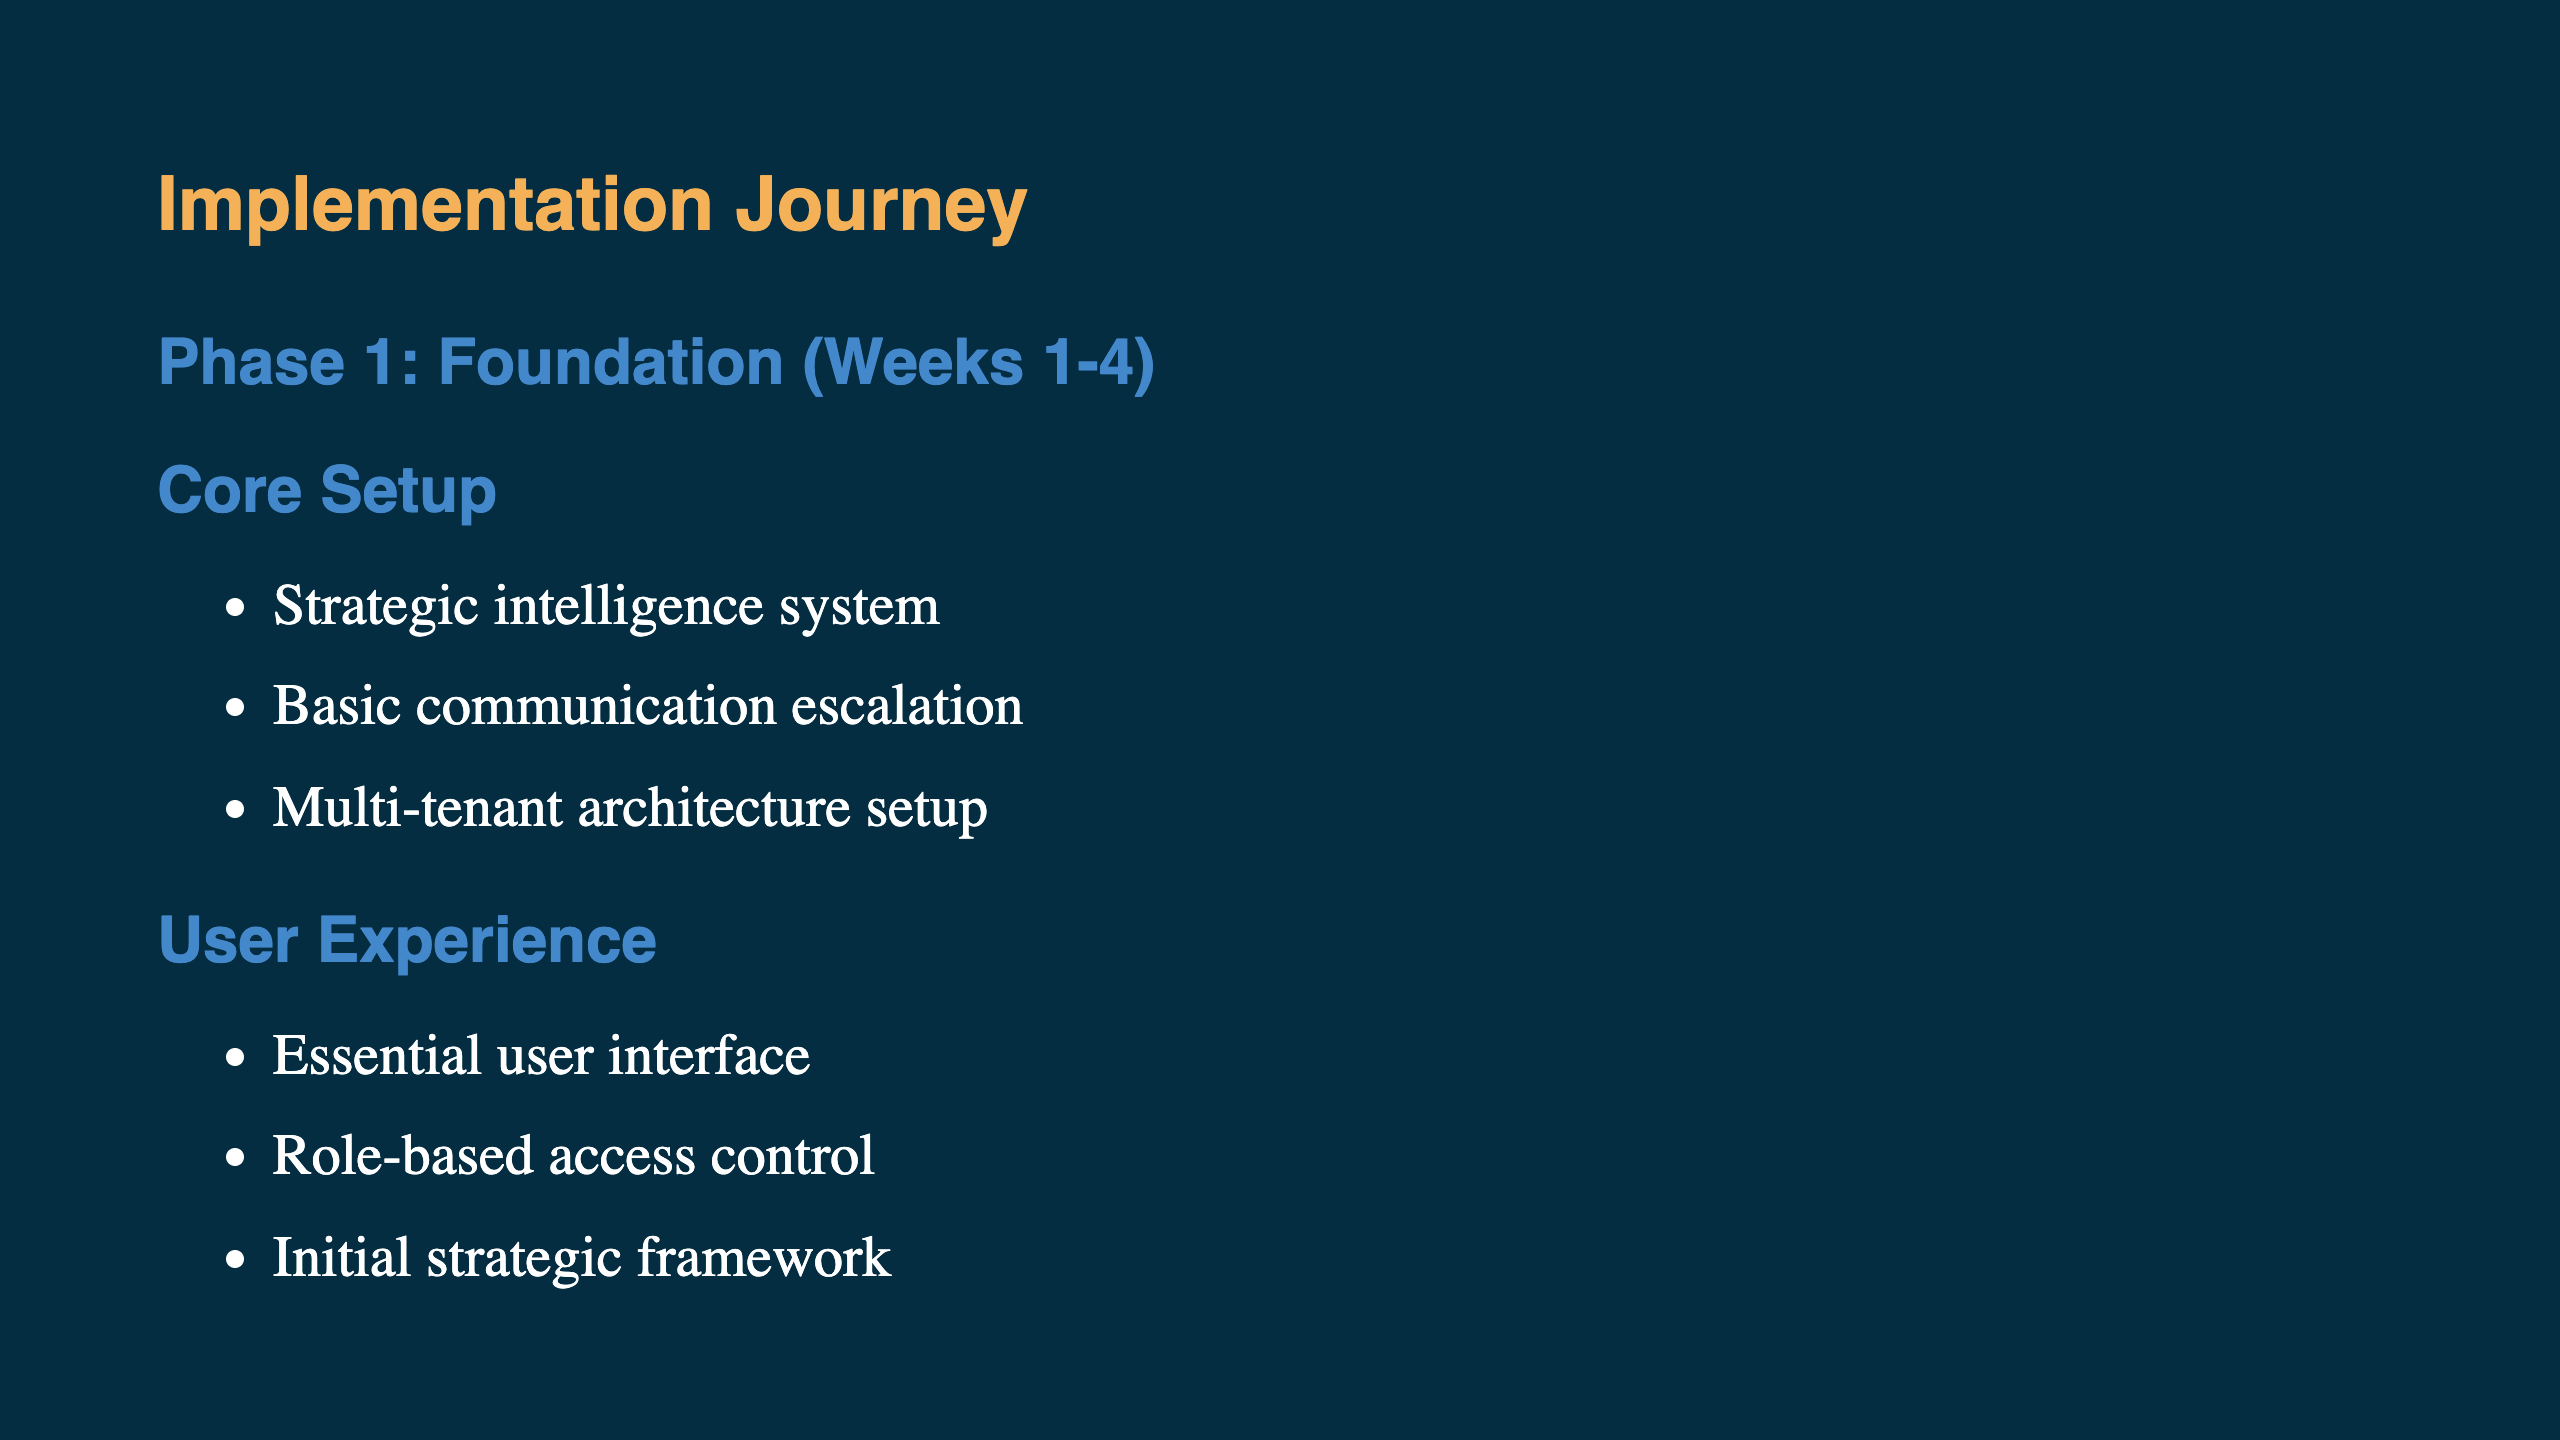 Implementation Journey
Phase 1: Foundation (Weeks 1-4)
Core Setup
• Strategic intelligence system
• Basic communication escalation
• Multi-tenant architecture setup
User Experience
• Essential user interface
• Role-based access control
• Initial strategic framework